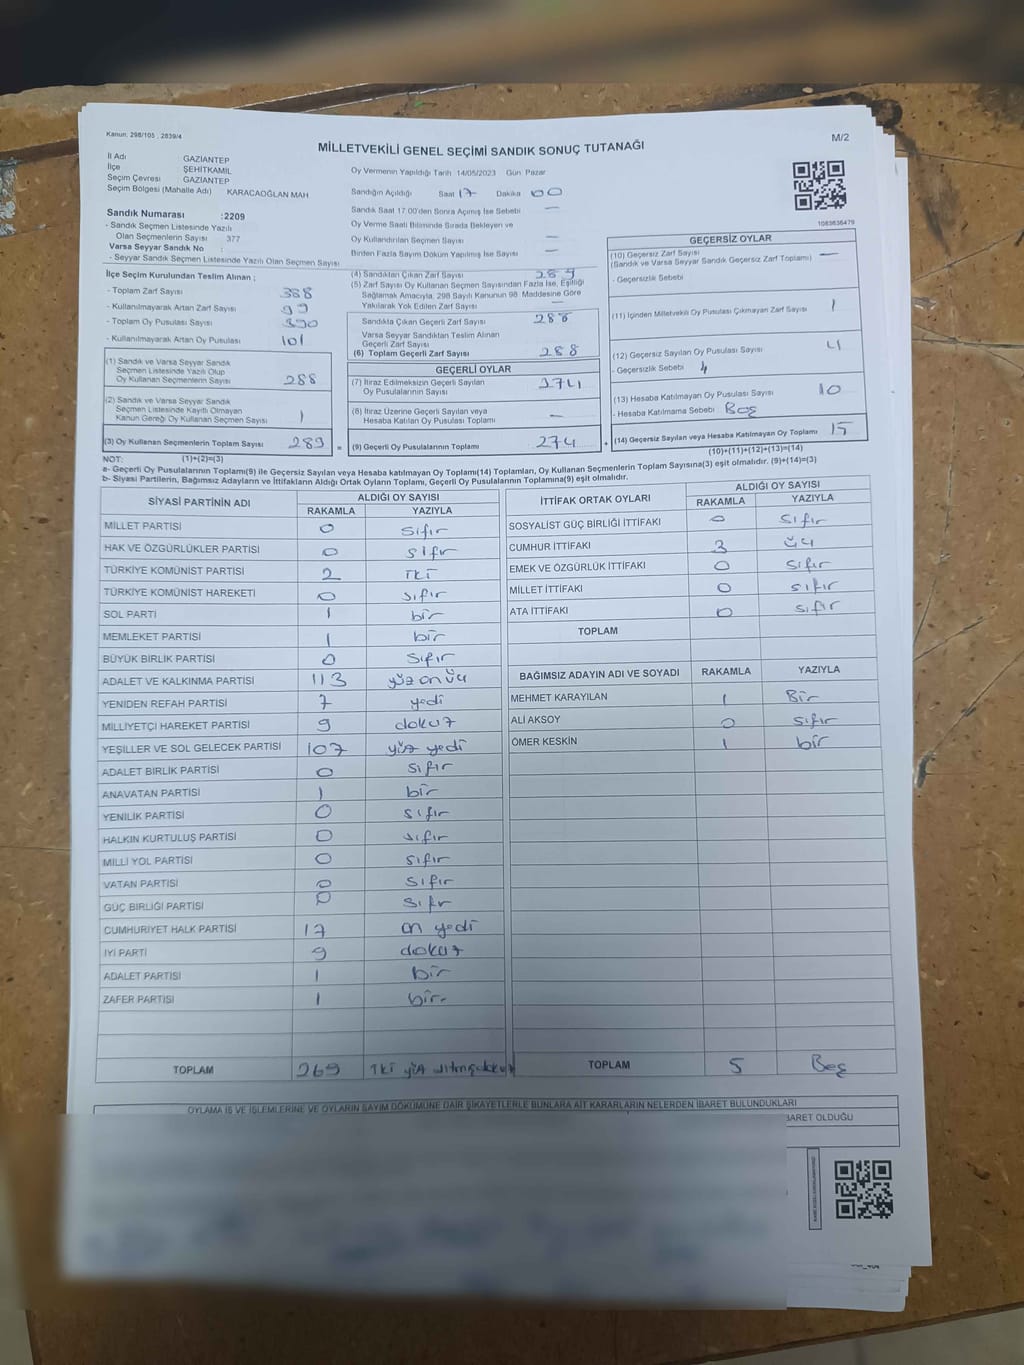 Kanun: 298/105 , 2839/4
M/2
MİLLETVEKİLİ GENEL SEÇİMİ SANDIK SONUÇ TUTANAĞI
İl Adı : GAZİANTEP
İlçe : ŞEHİTKAMİL
Seçim Çevresi : GAZİANTEP
Seçim Bölgesi (Mahalle Adı) : KARACAOĞLAN MAH
Sandık Numarası :2209
- Sandık Seçmen Listesinde Yazılı
Olan Seçmenlerin Sayısı : 377
Varsa Seyyar Sandık No :
- Seyyar Sandık Seçmen Listesinde Yazılı Olan Seçmen Sayısı
İlçe Seçim Kurulundan Teslim Alınan ;
- Toplam Zarf Sayısı 388
- Kullanılmayarak Artan Zarf Sayısı 99
- Toplam Oy Pusulası Sayısı 390
- Kullanılmayarak Artan Oy Pusulası 101
(1) Sandık ve Varsa Seyyar Sandık
Seçmen Listesinde Yazılı Olup
Oy Kullanan Seçmenlerin Sayısı 288
(2) Sandık ve Varsa Seyyar Sandık
Seçmen Listesinde Kayıtlı Olmayan
Kanun Gereği Oy Kullanan Seçmen Sayısı 1
(3) Oy Kullanan Seçmenlerin Toplam Sayısı 289
Oy Vermenin Yapıldığı Tarih 14/05/2023 Gün Pazar
Sandığın Açıldığı Saat 17 Dakika 00
Sandık Saat 17.00'den Sonra Açımış İse Sebebi —
Oy Verme Saati Bitiminde Sırada Bekleyen ve
Oy Kullandırılan Seçmen Sayısı —
Birden Fazla Sayım Döküm Yapılmış İse Sayısı —
(4) Sandıktan Çıkan Zarf Sayısı 289
(5) Zarf Sayısı Oy Kullanan Seçmen Sayısından Fazla İse, Eşitliği
Sağlamak Amacıyla, 298 Sayılı Kanunun 98. Maddesine Göre
Yakılarak Yok Edilen Zarf Sayısı —
Sandıkta Çıkan Geçerli Zarf Sayısı 288
Varsa Seyyar Sandıktan Teslim Alınan
Geçerli Zarf Sayısı
(6) Toplam Geçerli Zarf Sayısı 288
GEÇERLİ OYLAR
(7) İtiraz Edilmeksizin Geçerli Sayılan
Oy Pusulalarının Sayısı 274
(8) İtiraz Üzerine Geçerli Sayılan veya
Hesaba Katılan Oy Pusulası Toplamı —
= (9) Geçerli Oy Pusulalarının Toplamı 274 +
1083636479
GEÇERSİZ OYLAR
(10) Geçersiz Zarf Sayısı —
(Sandık ve Varsa Seyyar Sandık Geçersiz Zarf Toplamı)
- Geçersizlik Sebebi
(11) İçinden Milletvekili Oy Pusulası Çıkmayan Zarf Sayısı 1
(12) Geçersiz Sayılan Oy Pusulası Sayısı 4
- Geçersizlik Sebebi 4
(13) Hesaba Katılmayan Oy Pusulası Sayısı 10
- Hesaba Katılmama Sebebi Boş
(14) Geçersiz Sayılan veya Hesaba Katılmayan Oy Toplamı 15
NOT: (1)+(2)=(3)
(10)+(11)+(12)+(13)=(14)
a- Geçerli Oy Pusulalarının Toplamı(9) ile Geçersiz Sayılan veya Hesaba katılmayan Oy Toplamı(14) Toplamları, Oy Kullanan Seçmenlerin Toplam Sayısına(3) eşit olmalıdır. (9)+(14)=(3)
b- Siyasi Partilerin, Bağımsız Adayların ve İttifakların Aldığı Ortak Oyların Toplamı, Geçerli Oy Pusulalarının Toplamına(9) eşit olmalıdır.
SİYASİ PARTİNİN ADI ALDIĞI OY SAYISI
RAKAMLA YAZIYLA
MİLLET PARTİSİ 0 sıfır
HAK VE ÖZGÜRLÜKLER PARTİSİ 0 sıfır
TÜRKİYE KOMÜNİST PARTİSİ 2 iki
TÜRKİYE KOMÜNİST HAREKETİ 0 sıfır
SOL PARTİ 1 bir
MEMLEKET PARTİSİ 1 bir
BÜYÜK BİRLİK PARTİSİ 0 sıfır
ADALET VE KALKINMA PARTİSİ 113 yüz on üç
YENİDEN REFAH PARTİSİ 7 yedi
MİLLİYETÇİ HAREKET PARTİSİ 9 dokuz
YEŞİLLER VE SOL GELECEK PARTİSİ 107 yüz yedi
ADALET BİRLİK PARTİSİ 0 sıfır
ANAVATAN PARTİSİ 1 bir
YENİLİK PARTİSİ 0 sıfır
HALKIN KURTULUŞ PARTİSİ 0 sıfır
MİLLİ YOL PARTİSİ 0 sıfır
VATAN PARTİSİ 0 sıfır
GÜÇ BİRLİĞİ PARTİSİ 0 sıfr
CUMHURİYET HALK PARTİSİ 17 on yedi
İYİ PARTİ 9 dokuz
ADALET PARTİSİ 1 bir
ZAFER PARTİSİ 1 bir
TOPLAM 269 iki yüz altmışdokuz
İTTİFAK ORTAK OYLARI ALDIĞI OY SAYISI
RAKAMLA YAZIYLA
SOSYALİST GÜÇ BİRLİĞİ İTTİFAKI 0 sıfır
CUMHUR İTTİFAKI 3 üç
EMEK VE ÖZGÜRLÜK İTTİFAKI 0 sıfır
MİLLET İTTİFAKI 0 sıfır
ATA İTTİFAKI 0 sıfır
TOPLAM
BAĞIMSIZ ADAYIN ADI VE SOYADI RAKAMLA YAZIYLA
MEHMET KARAYILAN 1 Bir
ALİ AKSOY 0 sıfır
ÖMER KESKİN 1 bir
TOPLAM 5 Beş
OYLAMA İŞ VE İŞLEMLERİNE VE OYLARIN SAYIM DÖKÜMÜNE DAİR ŞİKAYETLERLE BUNLARA AİT KARARLARIN NELERDEN İBARET BULUNDUKLARI
BARET OLDUĞU